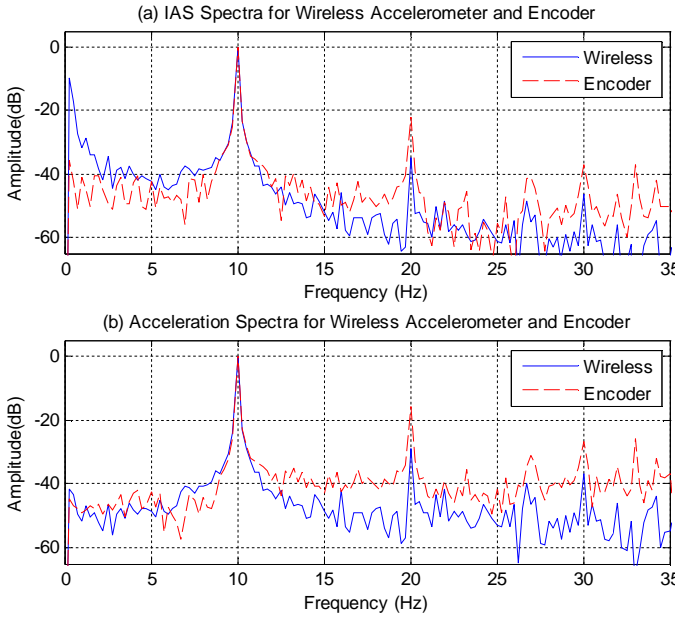 (a) IAS Spectra for Wireless Accelerometer and Encoder
0
-20
-40
-60
Amplitude(dB)
Wireless
Encoder
0 5 10 15 20 25 30 35
Frequency (Hz)
(b) Acceleration Spectra for Wireless Accelerometer and Encoder
0
-20
-40
-60
Amplitude(dB)
Wireless
Encoder
0 5 10 15 20 25 30 35
Frequency (Hz)